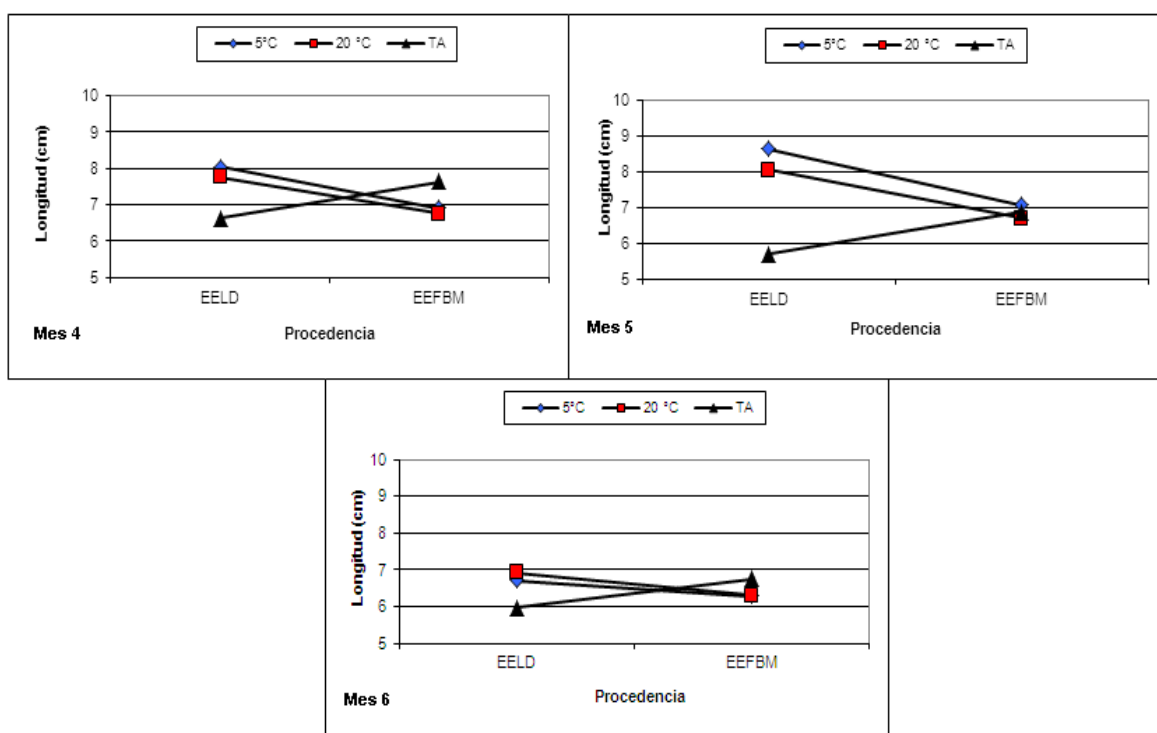 5°C 20 °C TA
Longitud (cm)
10
9
8
7
6
5
EELD EEFBM
Mes 4
Procedencia
5°C 20 °C TA
Longitud (cm)
10
9
8
7
6
5
EELD EEFBM
Mes 5
Procedencia
5°C 20 °C TA
Longitud (cm)
10
9
8
7
6
5
EELD EEFBM
Mes 6
Procedencia